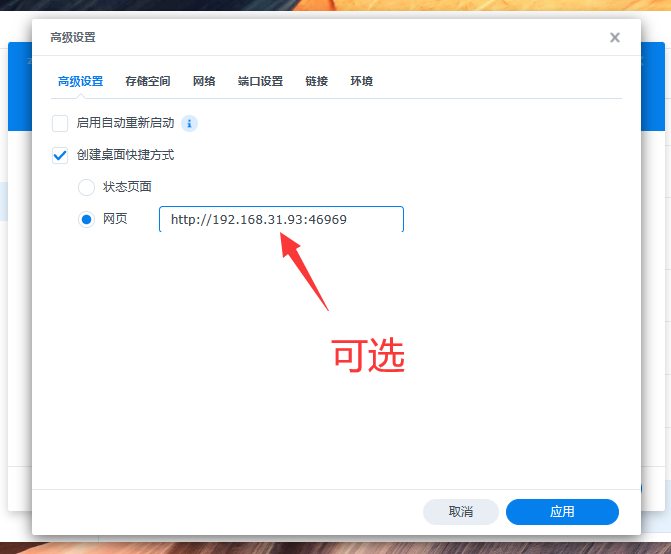 高级设置
高级设置 存储空间 网络 端口设置 链接 环境
启用自动重新启动
创建桌面快捷方式
状态页面
网页 http://192.168.31.93:46969
可选
取消 应用